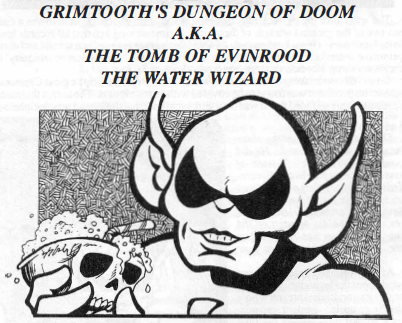 GRIMTOOTH'S DUNGEON OF DOOM
A.K.A.
THE TOMB OF EVINROOD
THE WATER WIZARD